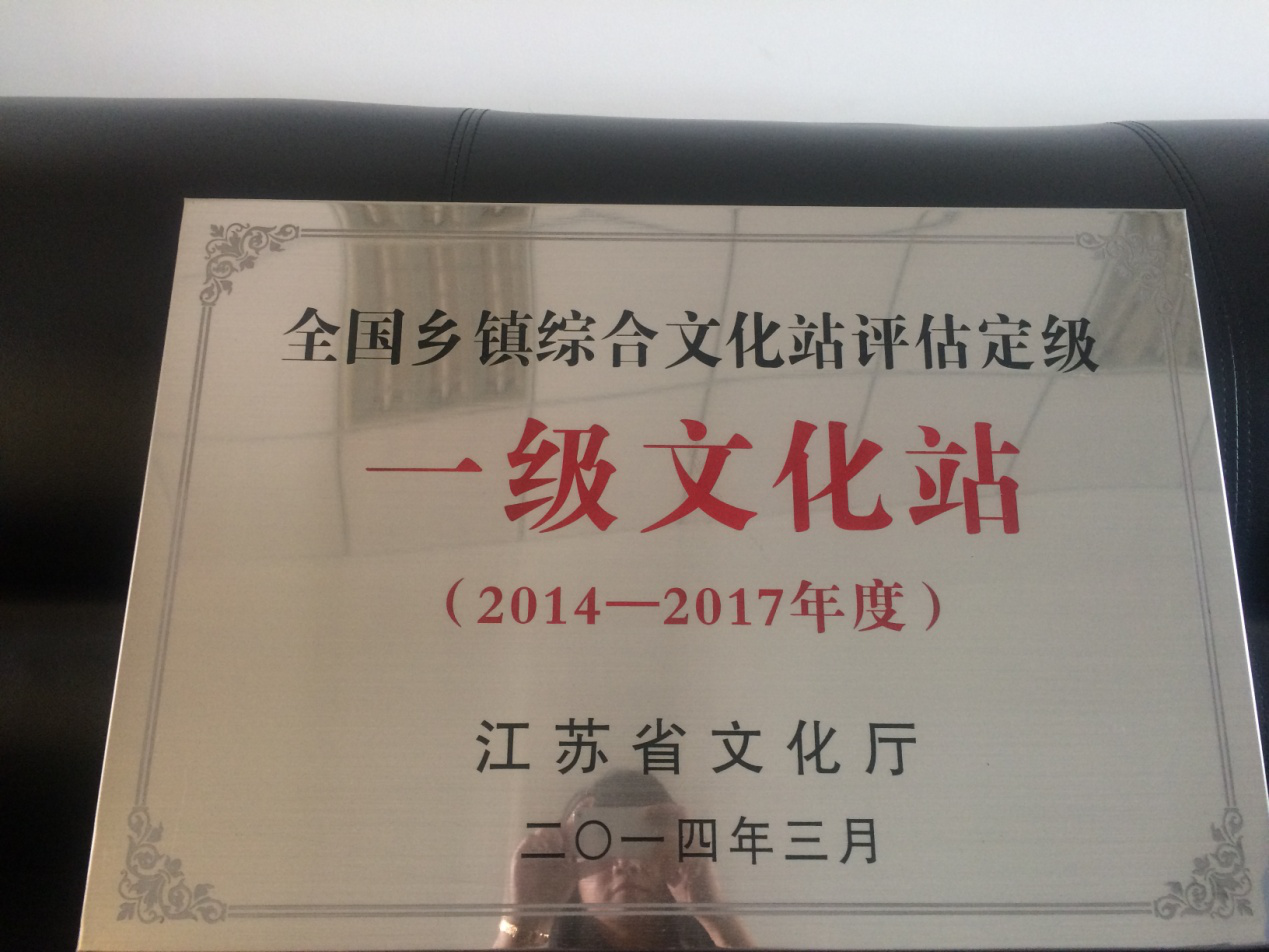 全国乡镇综合文化站评估定级
一级文化站
（2014—2017年度）
江苏省文化厅
二〇一四年三月